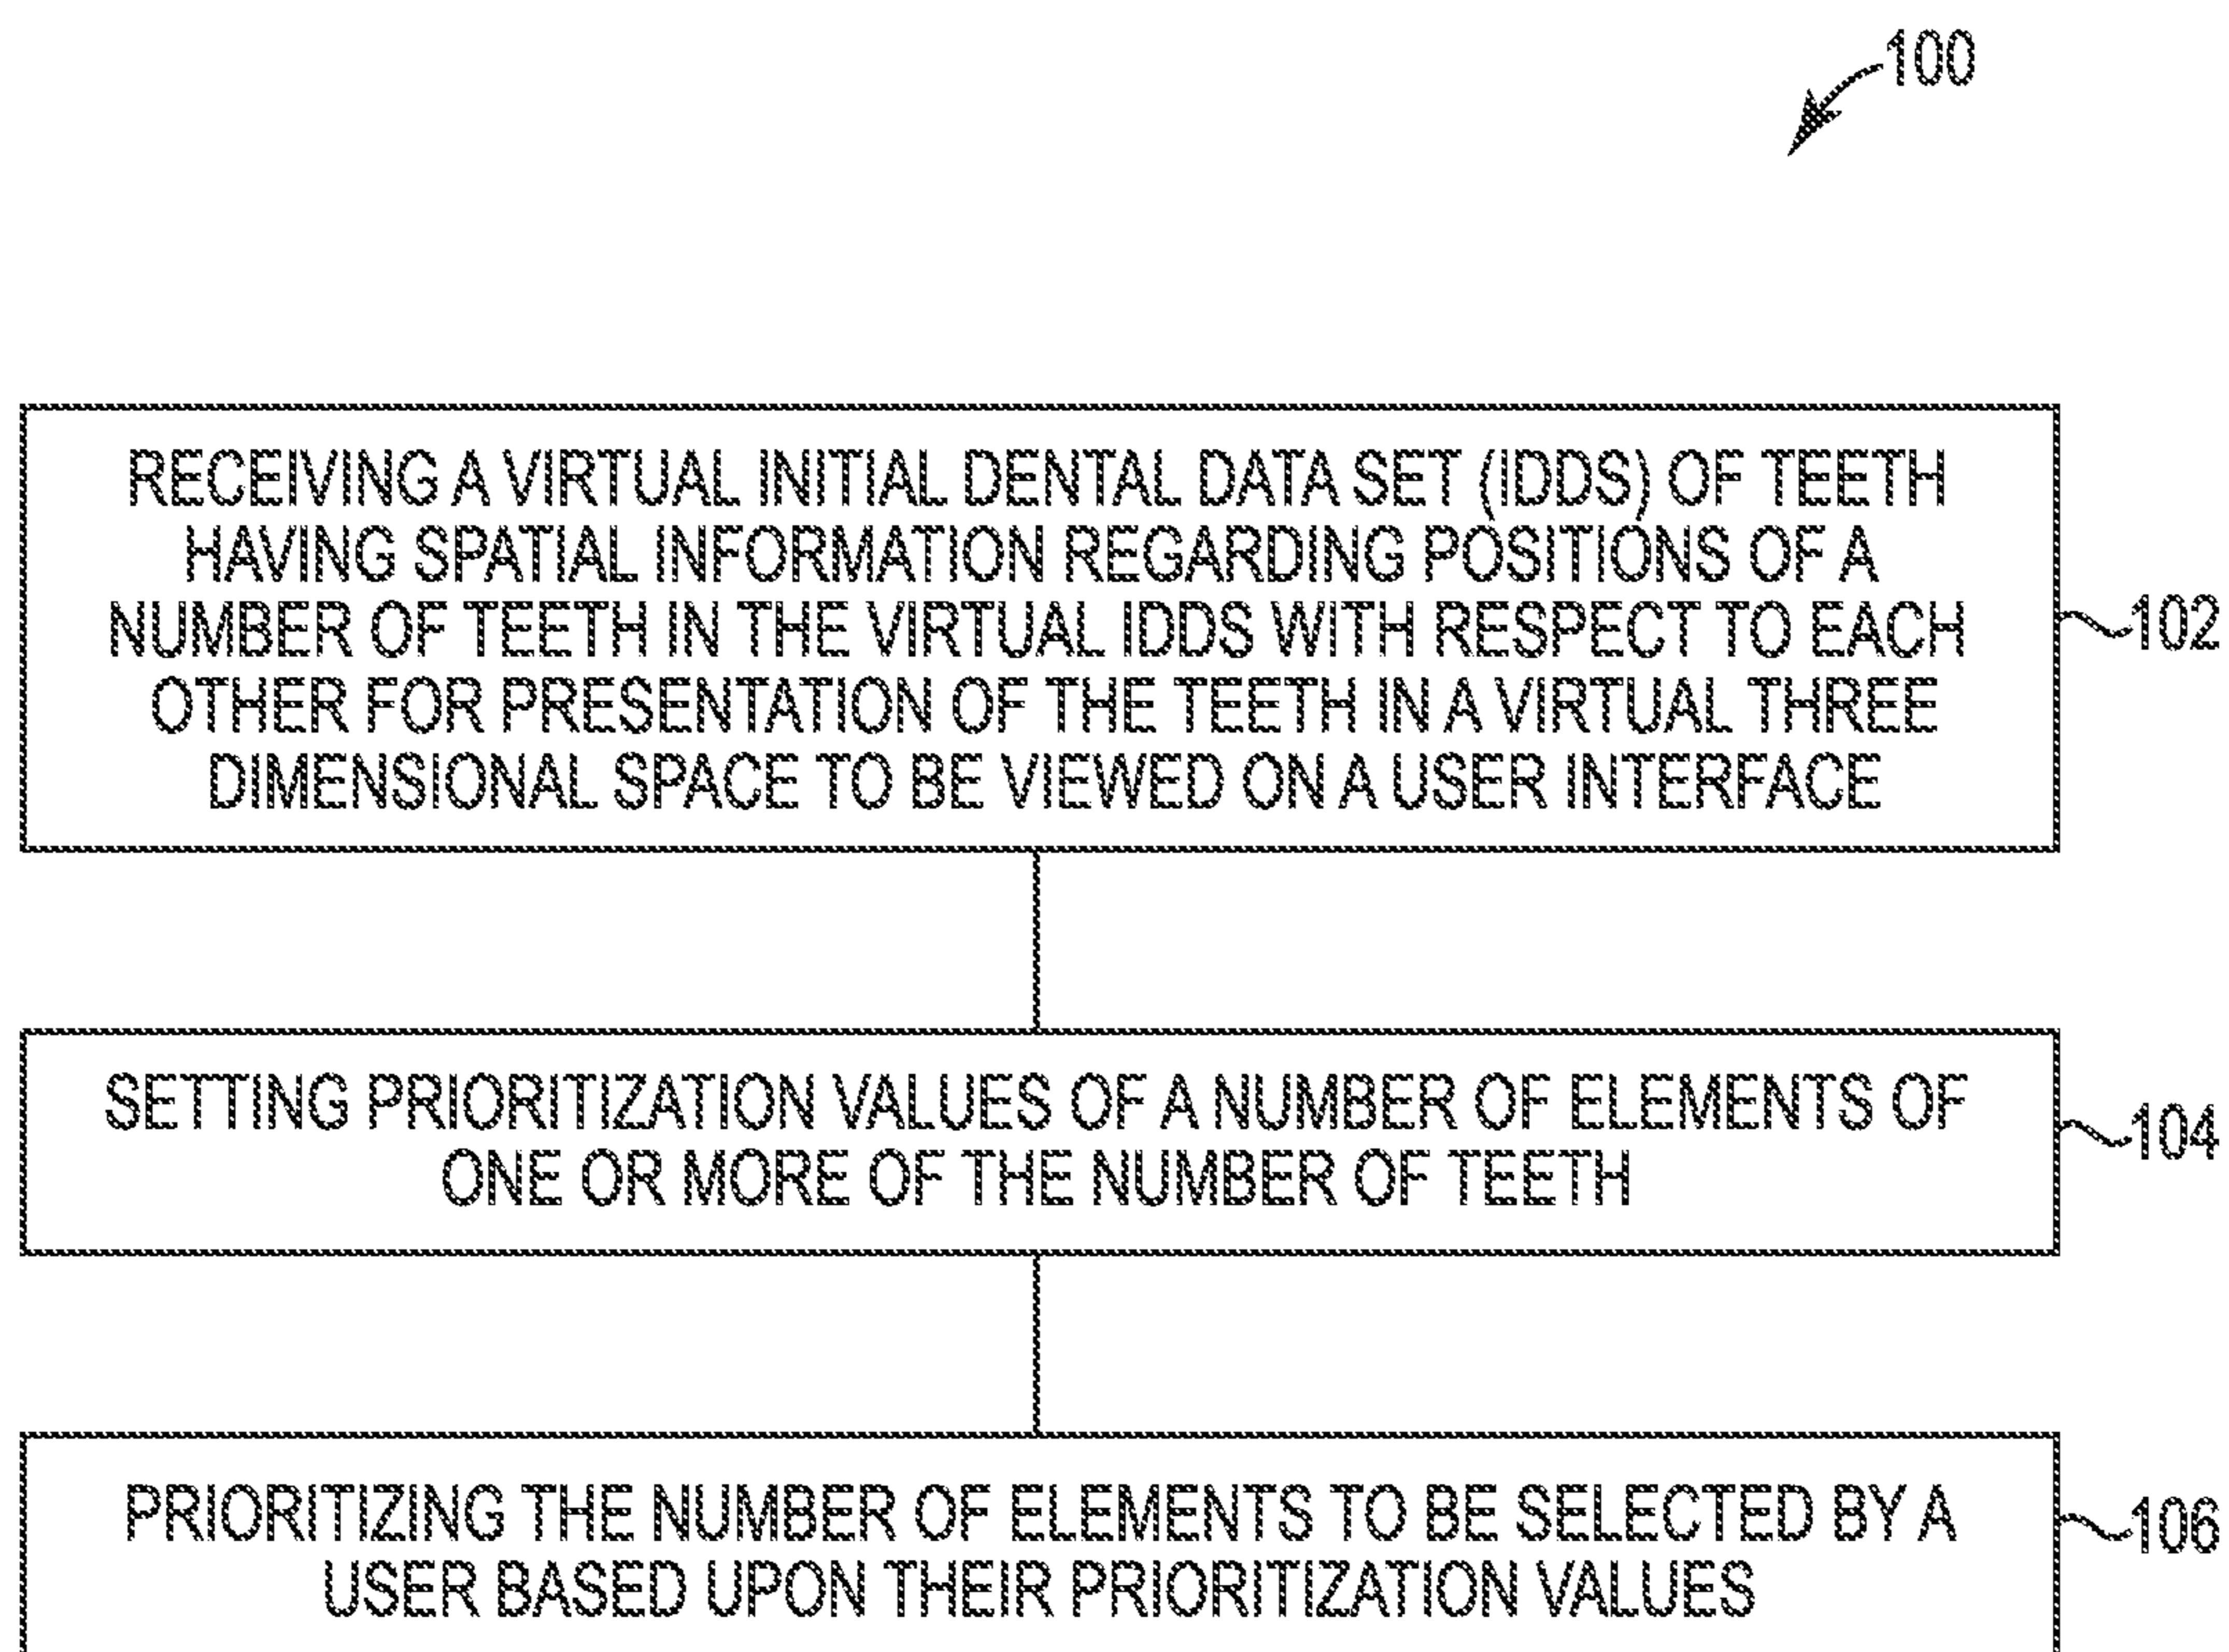 100
RECEIVING A VIRTUAL INITIAL DENTAL DATA SET (IDDS) OF TEETH
HAVING SPATIAL INFORMATION REGARDING POSITIONS OF A
NUMBER OF TEETH IN THE VIRTUAL IDDS WITH RESPECT TO EACH
OTHER FOR PRESENTATION OF THE TEETH IN A VIRTUAL THREE
DIMENSIONAL SPACE TO BE VIEWED ON A USER INTERFACE
102
SETTING PRIORITIZATION VALUES OF A NUMBER OF ELEMENTS OF
ONE OR MORE OF THE NUMBER OF TEETH
104
PRIORITIZING THE NUMBER OF ELEMENTS TO BE SELECTED BY A
USER BASED UPON THEIR PRIORITIZATION VALUES
106